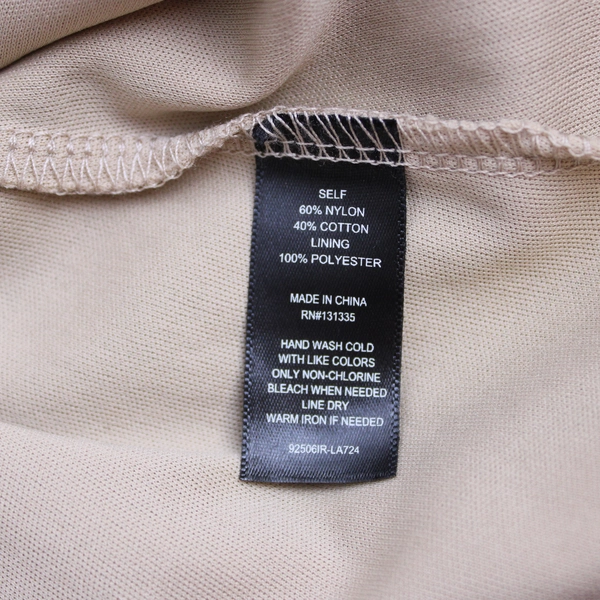 SELF
60% NYLON
40% COTTON
LINING
100% POLYESTER
MADE IN CHINA
RN#131335
HAND WASH COLD
WITH LIKE COLORS
ONLY NON-CHLORINE
BLEACH WHEN NEEDED
LINE DRY
WARM IRON IF NEEDED
92506IR-LA724